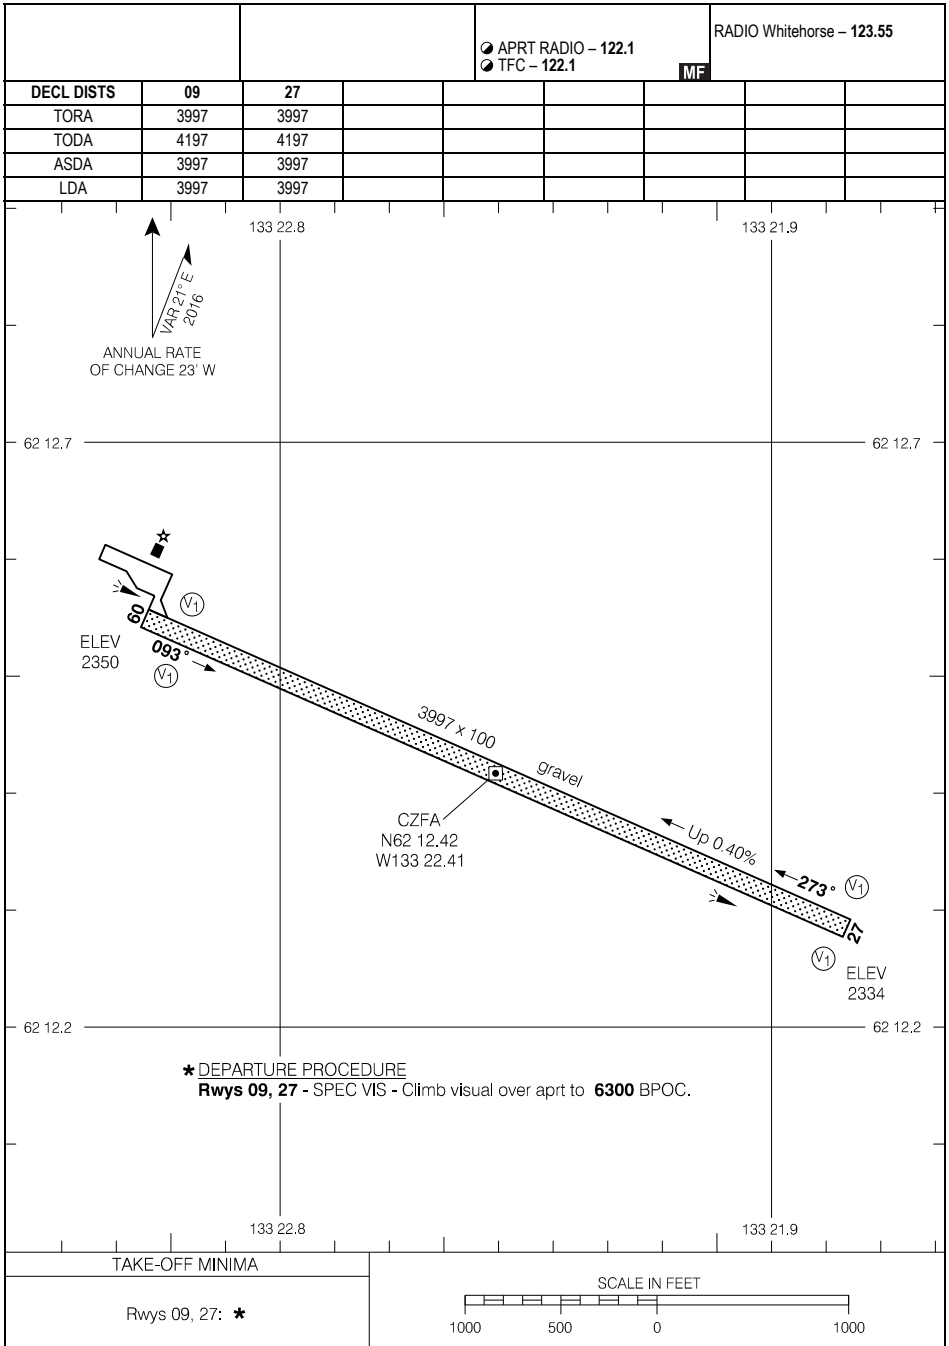 APRT RADIO – 122.1
TFC – 122.1
MF
RADIO Whitehorse – 123.55
DECL DISTS 09 27
TORA 3997 3997
TODA 4197 4197
ASDA 3997 3997
LDA 3997 3997
133 22.8 133 21.9
VAR 21° E
2016
ANNUAL RATE
OF CHANGE 23' W
62 12.7 62 12.7
V1
09
ELEV
2350
093°
V1
3997 x 100
gravel
CZFA
N62 12.42
W133 22.41
Up 0.40%
273° V1
27
V1
ELEV
2334
62 12.2 62 12.2
* DEPARTURE PROCEDURE
Rwys 09, 27 - SPEC VIS - Climb visual over aprt to 6300 BPOC.
133 22.8 133 21.9
TAKE-OFF MINIMA
Rwys 09, 27: *
SCALE IN FEET
1000 500 0 1000